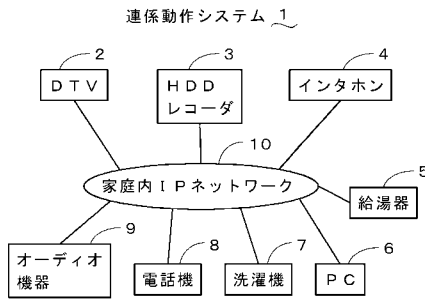 連係動作システム 1
2
3
4
DTV
HDD
レコーダ
インタホン
10
家庭内IPネットワーク
5
給湯器
9
8
7
6
オーディオ
機器
電話機
洗濯機
PC